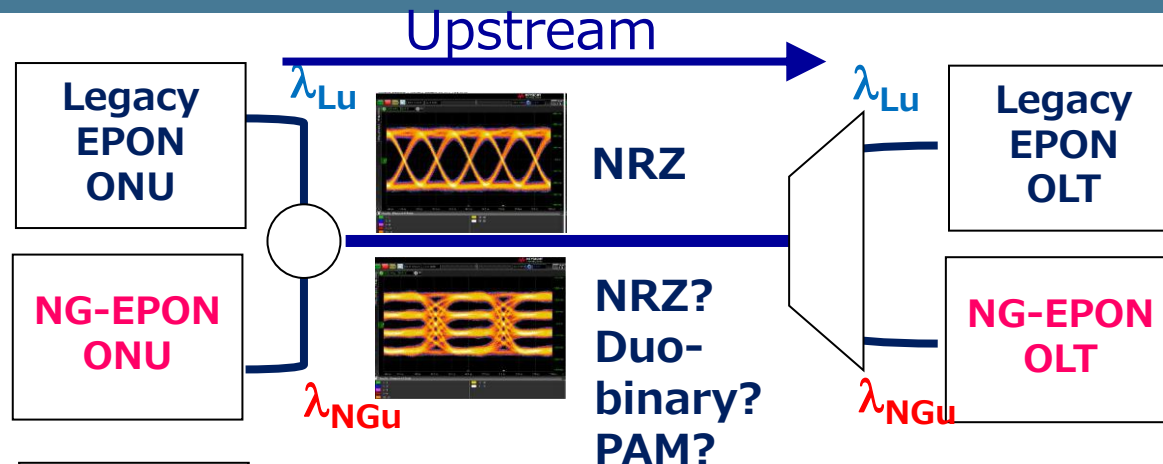 Upstream
Legacy
EPON
ONU
λLu
NRZ
λLu
Legacy
EPON
OLT
NG-EPON
ONU
λNGu
NRZ?
Duo-
binary?
PAM?
λNGu
NG-EPON
OLT